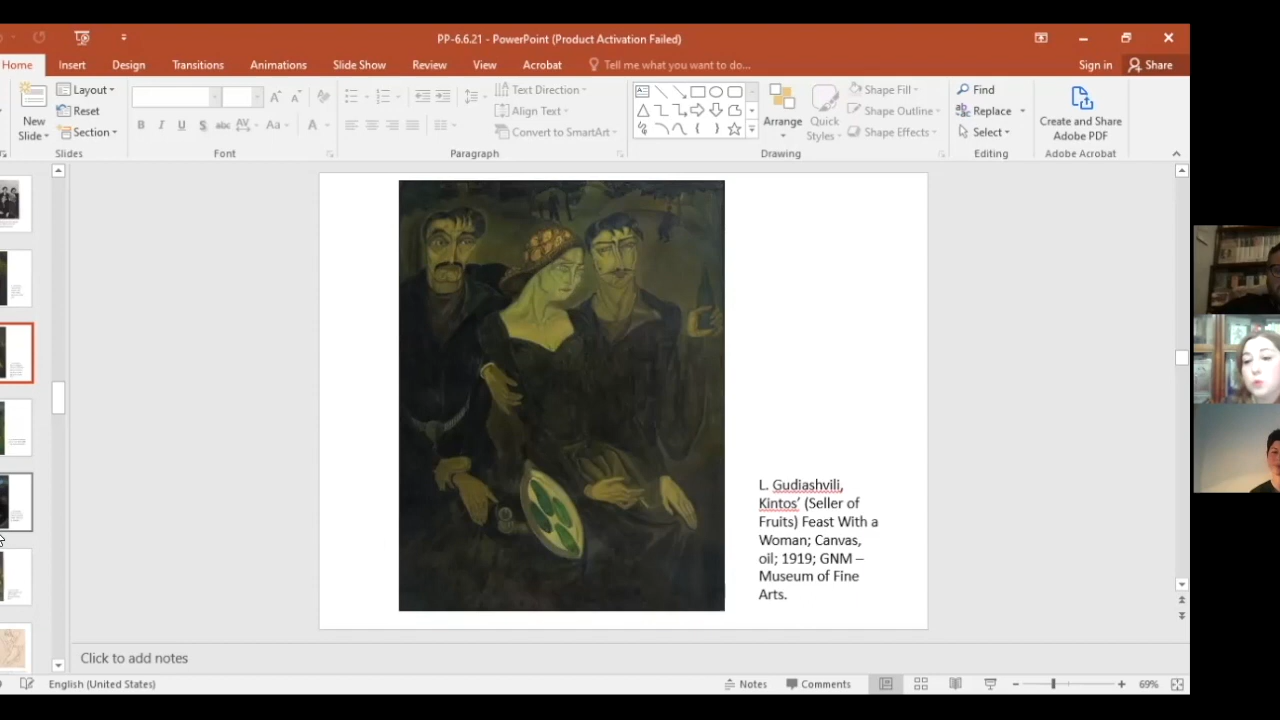 PP-6.6.21 - PowerPoint (Product Activation Failed)
Home Insert Design Transitions Animations Slide Show Review View Acrobat Tell me what you want to do... Sign in Share
New Slide
Layout
Reset
Section
Slides
B I U S abc AV Aa A
Font
Text Direction
Align Text
Convert to SmartArt
Paragraph
Arrange
Quick Styles
Shape Fill
Shape Outline
Shape Effects
Drawing
Find
Replace
Select
Editing
Create and Share
Adobe PDF
Adobe Acrobat
L. Gudiashvili,
Kintos' (Seller of
Fruits) Feast With a
Woman; Canvas,
oil; 1919; GNM –
Museum of Fine
Arts.
Click to add notes
English (United States) Notes Comments 69%